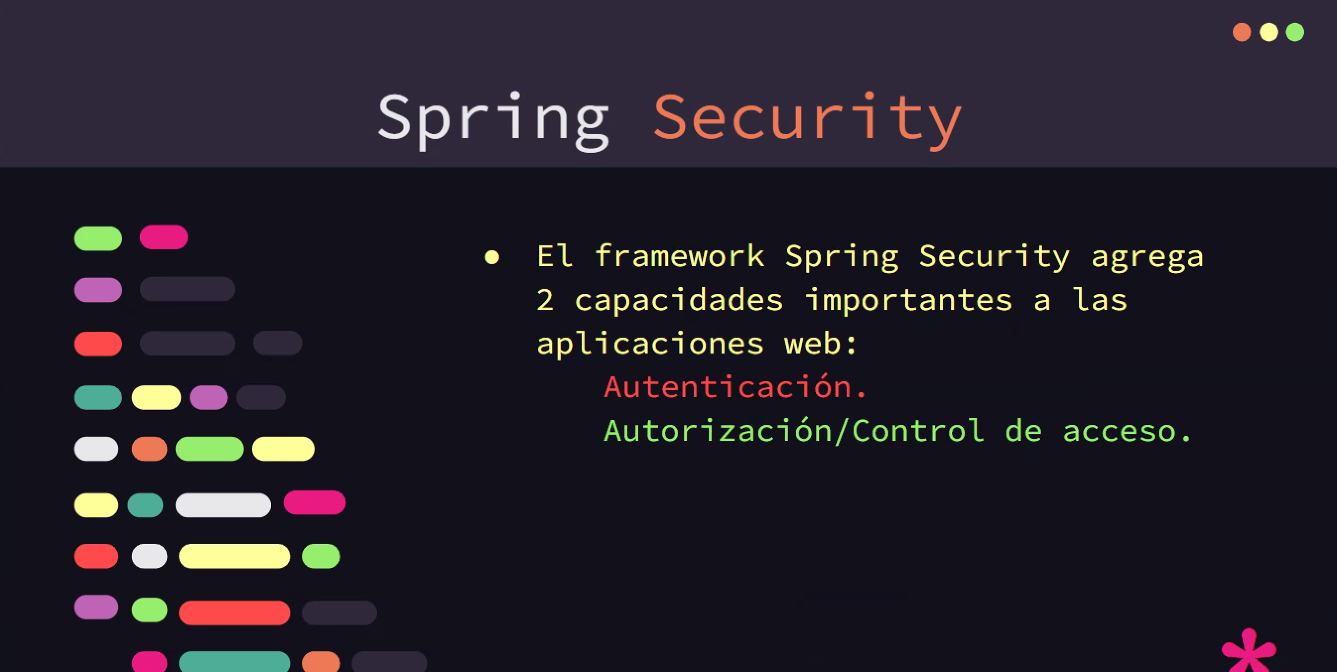 Spring Security
● El framework Spring Security agrega
2 capacidades importantes a las
aplicaciones web:
Autenticación.
Autorización/Control de acceso.
*